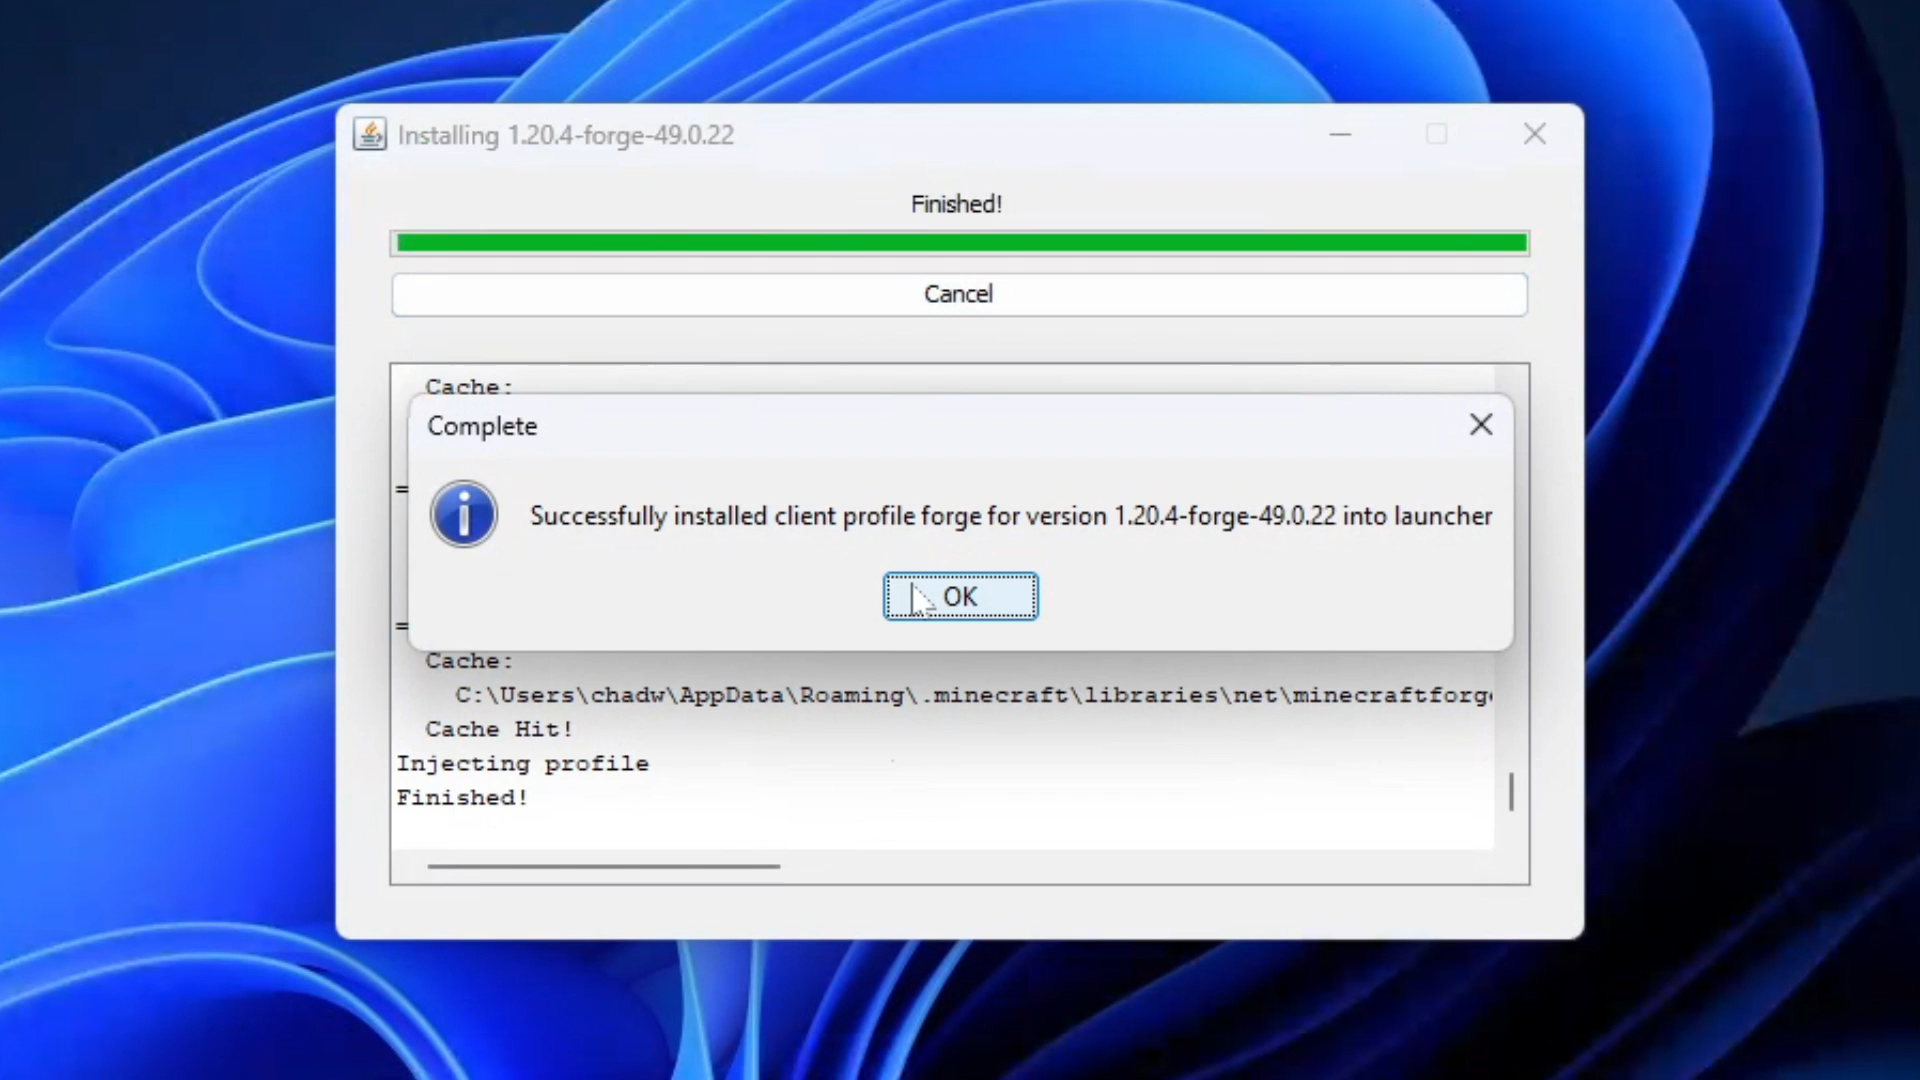 Installing 1.20.4-forge-49.0.22
Finished!
Cancel
Cache:
Complete
=
Successfully installed client profile forge for version 1.20.4-forge-49.0.22 into launcher
OK
=
Cache:
C:\Users\chadw\AppData\Roaming\.minecraft\libraries\net\minecraftforg
Cache Hit!
Injecting profile
Finished!